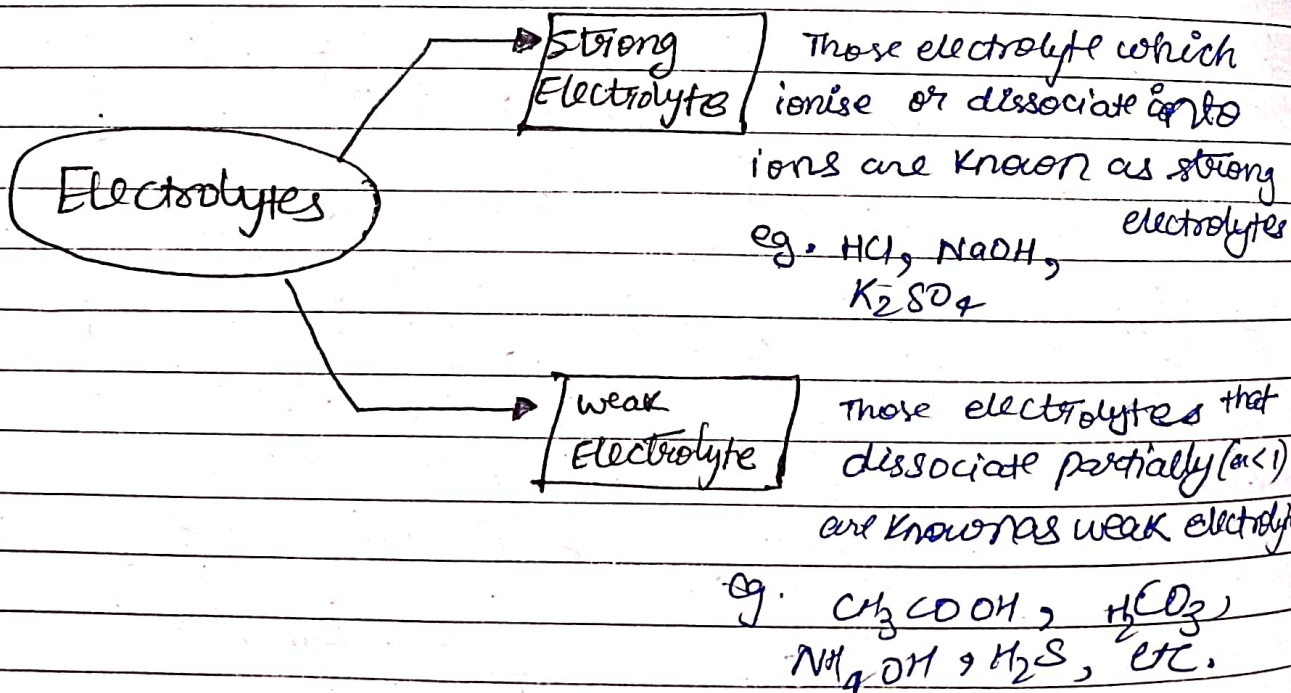 Electrolytes
Strong
Electrolyte
Those electrolyte which
ionise or dissociate into
ions are known as strong
electrolytes
eg. HCl, NaOH,
K2SO4
weak
Electrolyte
Those electrolytes that
dissociate partially (α<1)
are known as weak electroly
eg. CH3COOH, H2CO3,
NH4OH, H2S, etc.